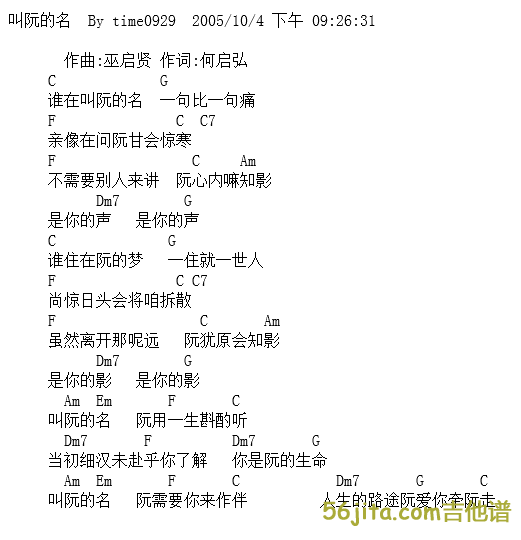 叫阮的名  By time0929  2005/10/4 下午 09:26:31
作曲:巫启贤 作词:何启弘
C             G
谁在叫阮的名  一句比一句痛
F               C  C7
亲像在问阮甘会惊寒
F                 C     Am
不需要别人来讲  阮心内嘛知影
Dm7        G
是你的声   是你的声
C              G
谁住在阮的梦   一住就一世人
F               C C7
尚惊日头会将咱拆散
F                  C       Am
虽然离开那呢远   阮犹原会知影
Dm7        G
是你的影   是你的影
Am  Em       F       C
叫阮的名   阮用一生斟酌听
Dm7       F          Dm7       G
当初细汉未赴乎你了解   你是阮的生命
Am  Em       F       C            Dm7       G       C
叫阮的名   阮需要你来作伴         人生的路途阮爱你牵阮走
56jita.com吉他谱